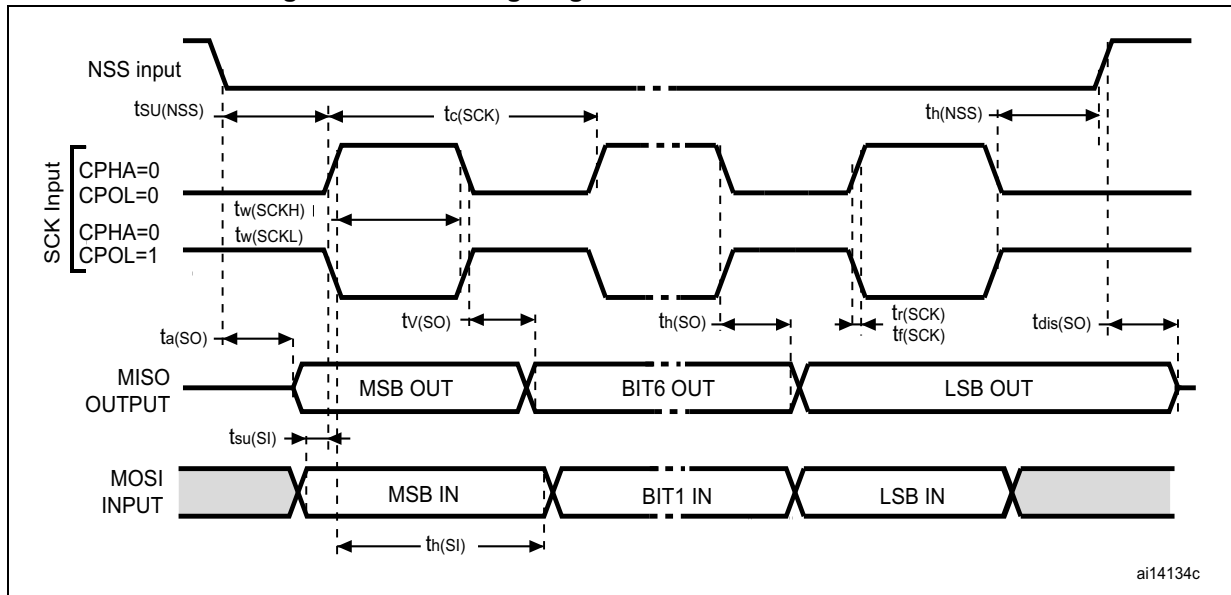 NSS input
tSU(NSS)
tc(SCK)
th(NSS)
SCK Input
CPHA=0
CPOL=0
tw(SCKH)
CPHA=0
tw(SCKL)
CPOL=1
tV(SO)
th(SO)
tr(SCK)
tf(SCK)
ta(SO)
tdis(SO)
MISO
OUTPUT
MSB OUT
BIT6 OUT
LSB OUT
tsu(SI)
MOSI
INPUT
MSB IN
BIT1 IN
LSB IN
th(SI)
ai14134c